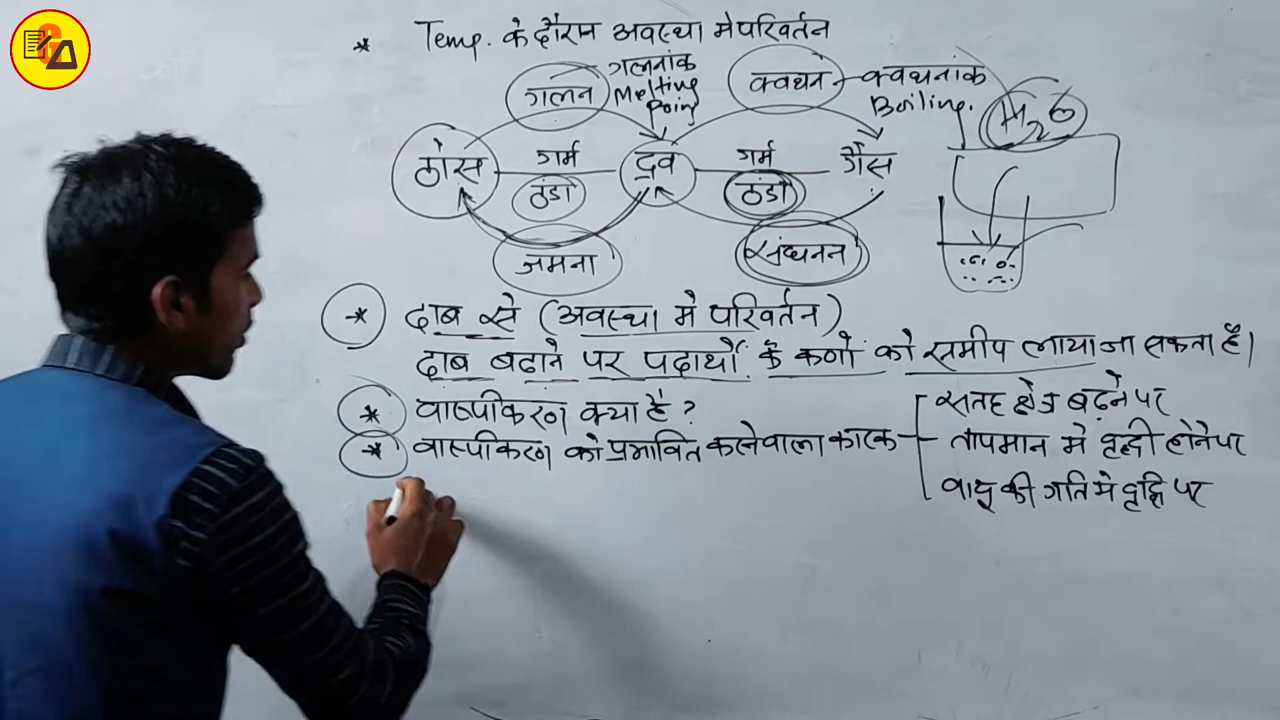 * Temp. के दौरान अवस्था मे परिवर्तन
गलनांक
गलन Melting Point
क्वथन क्वथनांक
Boiling.
H2O
ठोस गर्म द्रव गर्म गैस
ठंडा ठंडा
जमना संघनन
* दाब से (अवस्था मे परिवर्तन)
दाब बढाने पर पदार्थो के कणो को समीप लाया जा सकता है।
* वाष्पीकरण क्या है ?
* वास्पीकरण को प्रभावित करने वाला कारक
सतह क्षेत्र बढ़ने पर
तापमान मे वृद्दी होने पर
वायु की गति मे वृद्धि पर